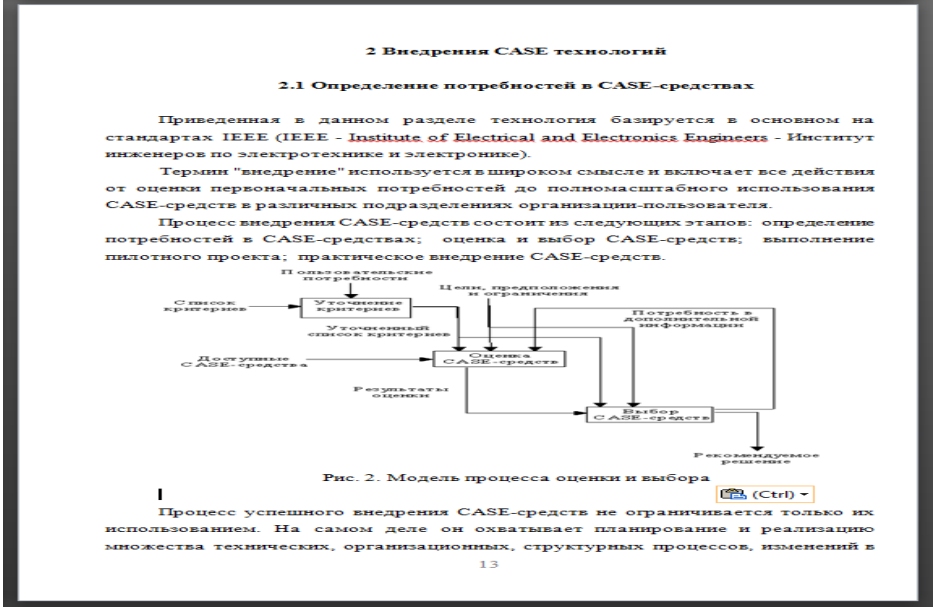 2 Внедрения CASE технологий
2.1 Определение потребностей в CASE-средствах
Приведенная в данном разделе технология базируется в основном на
стандартах IEEE (IEEE - Institute of Electrical and Electronics Engineers - Институт
инженеров по электротехнике и электронике).
Термин "внедрение" используется в широком смысле и включает все действия
от оценки первоначальных потребностей до полномасштабного использования
CASE-средств в различных подразделениях организации-пользователя.
Процесс внедрения CASE-средств состоит из следующих этапов: определение
потребностей в CASE-средствах; оценка и выбор CASE-средств; выполнение
пилотного проекта; практическое внедрение CASE-средств.
Пользовательские
потребности
Цели, предположения
и ограничения
Список
критериев
Уточнение
критериев
Потребность в
дополнительной
информации
Уточненный
список критериев
Доступные
CASE-средства
Оценка
CASE-средств
Результаты
оценки
Выбор
CASE-средств
Рекомендуемое
решение
Рис. 2. Модель процесса оценки и выбора
(Ctrl)
Процесс успешного внедрения CASE-средств не ограничивается только их
использованием. На самом деле он охватывает планирование и реализацию
множества технических, организационных, структурных процессов, изменений в
13